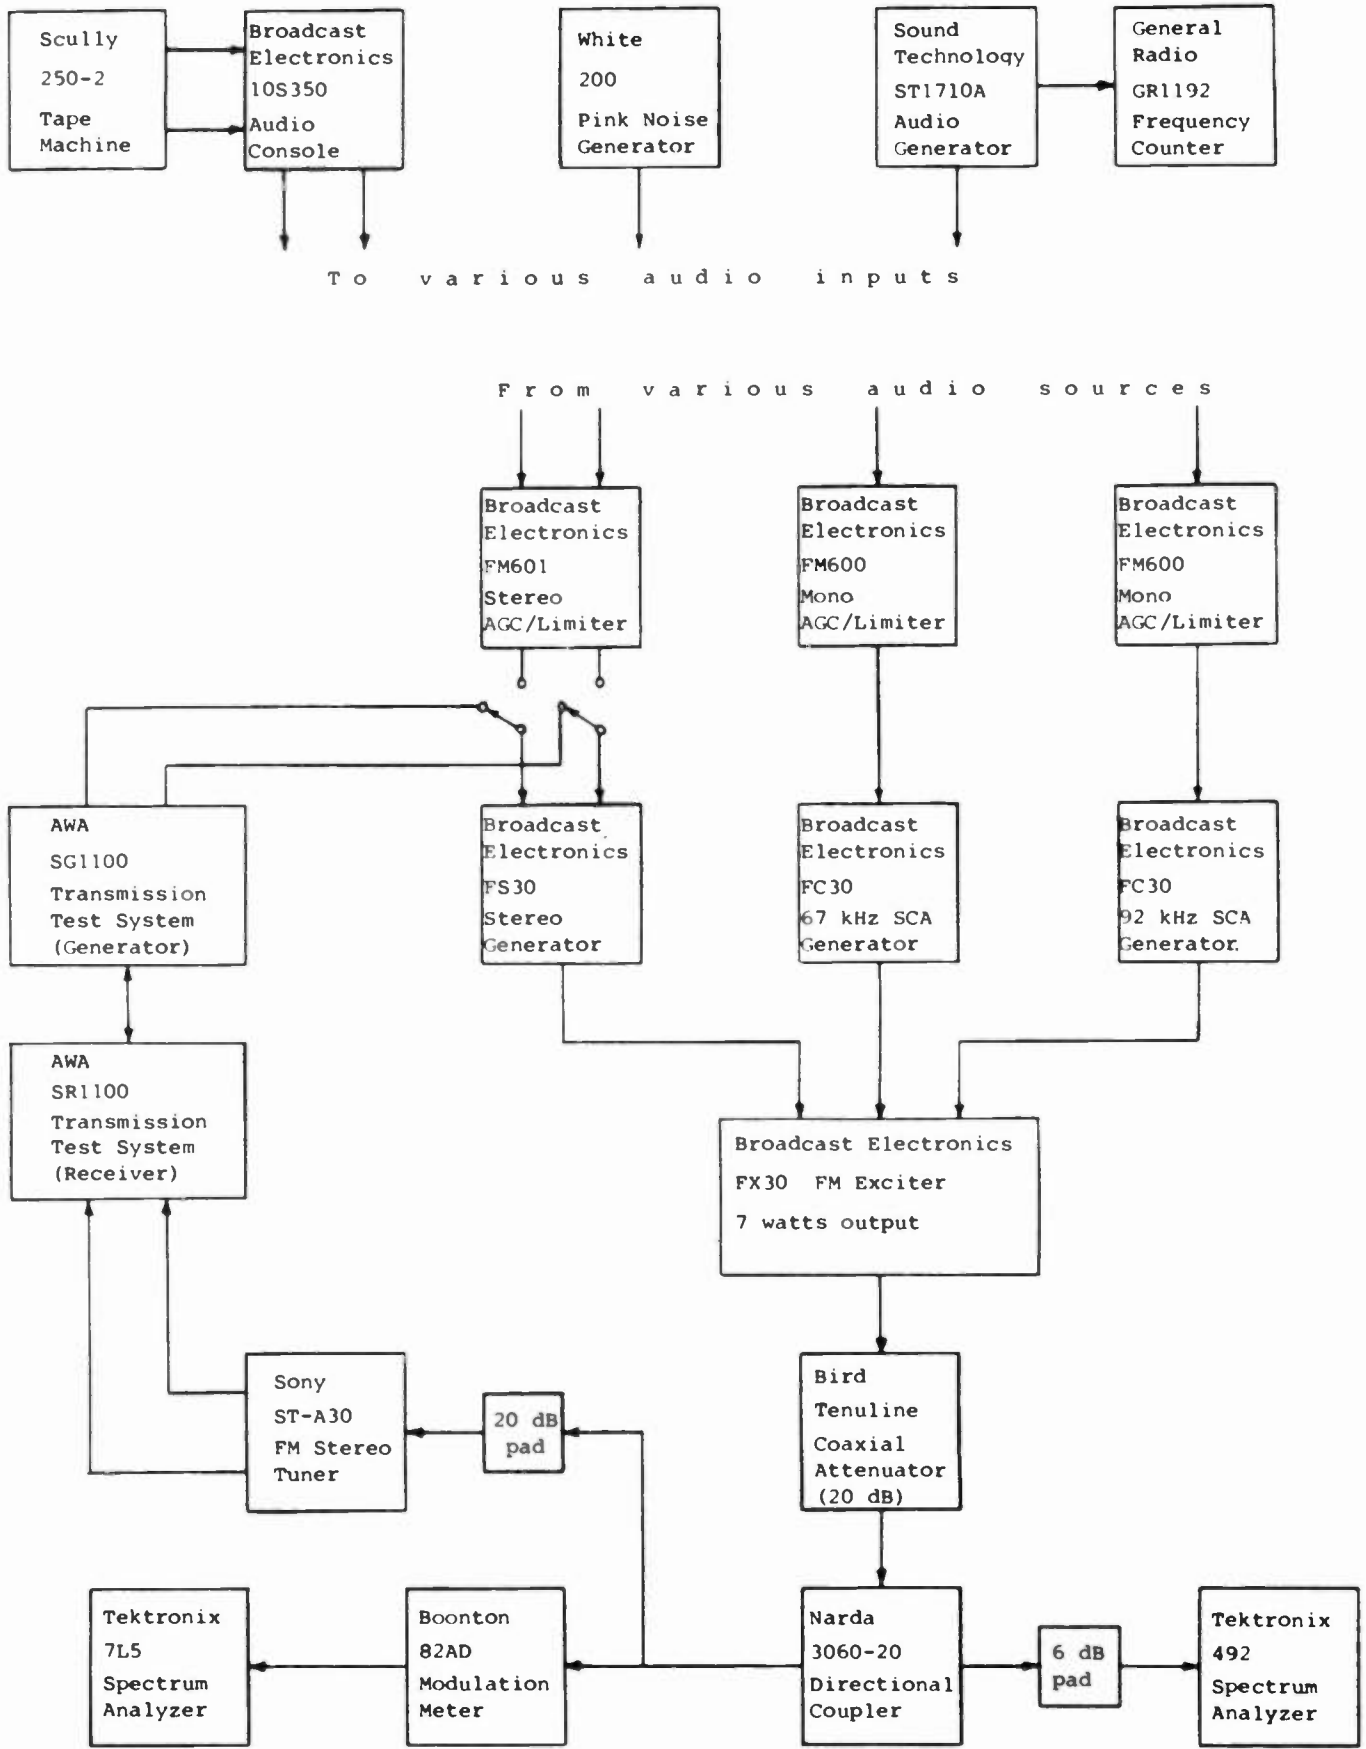 Scully
250-2
Tape
Machine
Broadcast
Electronics
10S350
Audio
Console
White
200
Pink Noise
Generator
Sound
Technology
ST1710A
Audio
Generator
General
Radio
GR1192
Frequency
Counter
To various audio inputs
From various audio sources
Broadcast
Electronics
FM601
Stereo
AGC/Limiter
Broadcast
Electronics
FM600
Mono
AGC/Limiter
Broadcast
Electronics
FM600
Mono
AGC/Limiter
AWA
SG1100
Transmission
Test System
(Generator)
Broadcast
Electronics
FS30
Stereo
Generator
Broadcast
Electronics
FC30
67 kHz SCA
Generator
Broadcast
Electronics
FC30
92 kHz SCA
Generator.
AWA
SR1100
Transmission
Test System
(Receiver)
Broadcast Electronics
FX30 FM Exciter
7 watts output
Sony
ST-A30
FM Stereo
Tuner
20 dB
pad
Bird
Tenuline
Coaxial
Attenuator
(20 dB)
Tektronix
7L5
Spectrum
Analyzer
Boonton
82AD
Modulation
Meter
Narda
3060-20
Directional
Coupler
6 dB
pad
Tektronix
492
Spectrum
Analyzer